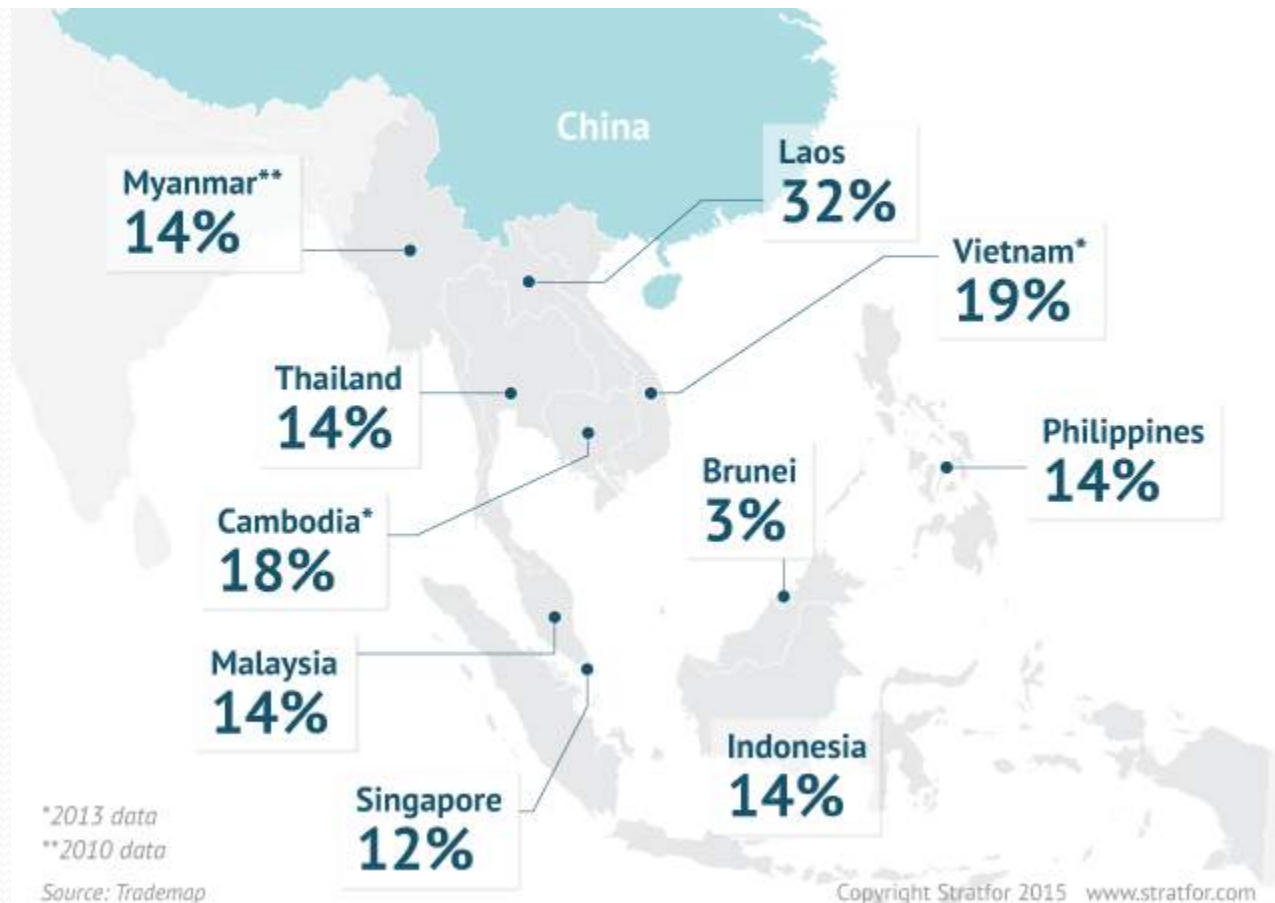 China
Laos
32%
Myanmar**
14%
Vietnam*
19%
Thailand
14%
Philippines
14%
Brunei
3%
Cambodia*
18%
Malaysia
14%
Indonesia
14%
Singapore
12%
*2013 data
**2010 data
Source: Trademap
Copyright Stratfor 2015 www.stratfor.com